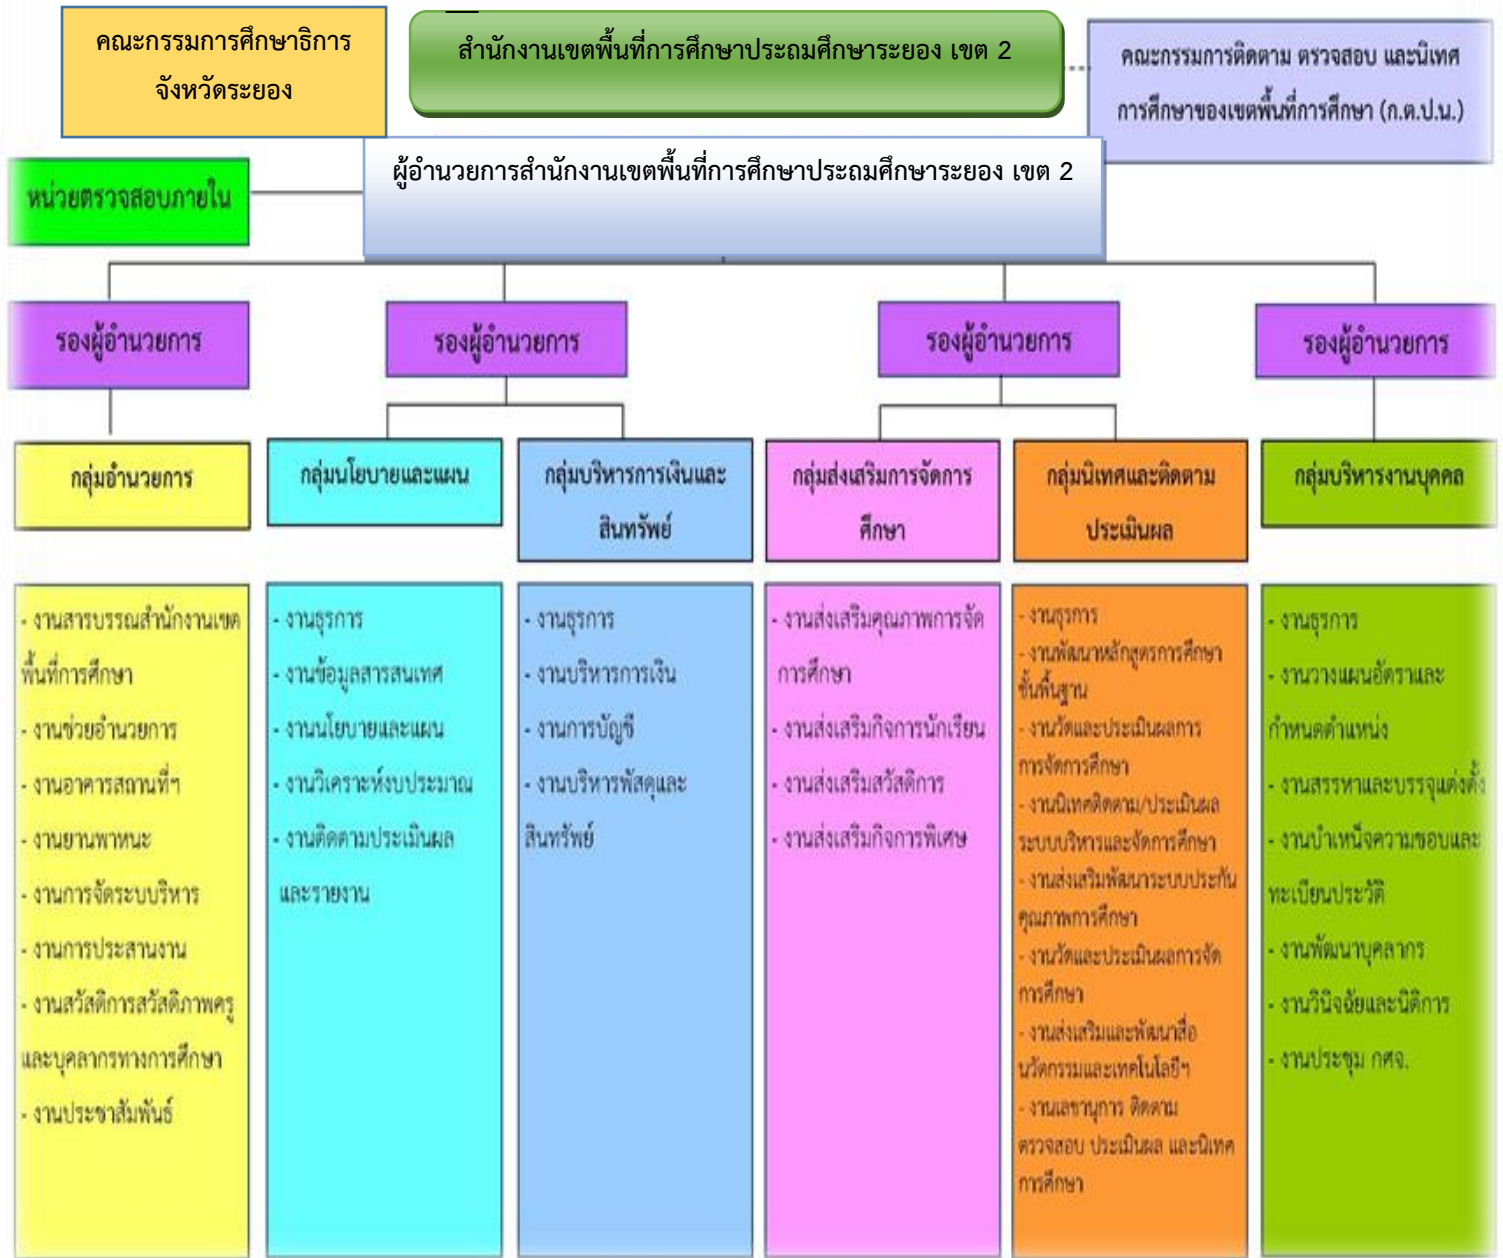 คณะกรรมการศึกษาธิการ
จังหวัดระยอง
สำนักงานเขตพื้นที่การศึกษาประถมศึกษาระยอง เขต 2
คณะกรรมการติดตาม ตรวจสอบ และนิเทศ
การศึกษาของเขตพื้นที่การศึกษา (ก.ต.ป.น.)
ผู้อำนวยการสำนักงานเขตพื้นที่การศึกษาประถมศึกษาระยอง เขต 2
หน่วยตรวจสอบภายใน
รองผู้อำนวยการ
รองผู้อำนวยการ
รองผู้อำนวยการ
รองผู้อำนวยการ
กลุ่มอำนวยการ
กลุ่มนโยบายและแผน
กลุ่มบริหารการเงินและ
สินทรัพย์
กลุ่มส่งเสริมการจัดการ
ศึกษา
กลุ่มนิเทศและติดตาม
ประเมินผล
กลุ่มบริหารงานบุคคล
- งานสารบรรณสำนักงานเขต
พื้นที่การศึกษา
- งานช่วยอำนวยการ
- งานอาคารสถานที่ฯ
- งานยานพาหนะ
- งานการจัดระบบบริหาร
- งานการประสานงาน
- งานสวัสดิการสวัสดิภาพครู
และบุคลากรทางการศึกษา
- งานประชาสัมพันธ์
- งานธุรการ
- งานข้อมูลสารสนเทศ
- งานนโยบายและแผน
- งานวิเคราะห์งบประมาณ
- งานติดตามประเมินผล
และรายงาน
- งานธุรการ
- งานบริหารการเงิน
- งานการบัญชี
- งานบริหารพัสดุและ
สินทรัพย์
- งานส่งเสริมคุณภาพการจัด
การศึกษา
- งานส่งเสริมกิจการนักเรียน
- งานส่งเสริมสวัสดิการ
- งานส่งเสริมกิจการพิเศษ
- งานธุรการ
- งานพัฒนาหลักสูตรการศึกษา
ขั้นพื้นฐาน
- งานวัดและประเมินผลการ
การจัดการศึกษา
- งานนิเทศติดตาม/ประเมินผล
ระบบบริหารและจัดการศึกษา
- งานส่งเสริมพัฒนาระบบประกัน
คุณภาพการศึกษา
- งานวัดและประเมินผลการจัด
การศึกษา
- งานส่งเสริมและพัฒนาสื่อ
นวัตกรรมและเทคโนโลยีฯ
- งานเลขานุการ ติดตาม
ตรวจสอบ ประเมินผล และนิเทศ
การศึกษา
- งานธุรการ
- งานวางแผนอัตราและ
กำหนดตำแหน่ง
- งานสรรหาและบรรจุแต่งตั้ง
- งานบำเหน็จความชอบและ
ทะเบียนประวัติ
- งานพัฒนาบุคลากร
- งานวินิจฉัยและนิติการ
- งานประชุม กศจ.